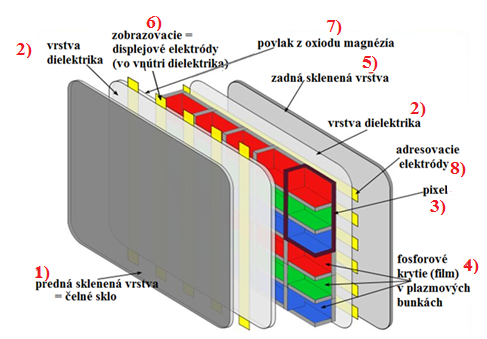 7)
6)
zobrazovacie =
displejové elektródy
(vo vnútri dielektrika)
povlak z oxiodu magnézia
2)
vrstva
dielektrika
5)
zadná sklenená vrstva
2)
vrstva dielektrika
adresovacie
elektródy
8)
pixel
3)
fosforové
krytie (film)
v plazmových
bunkách
4)
1)
predná sklenená vrstva
= čelné sklo